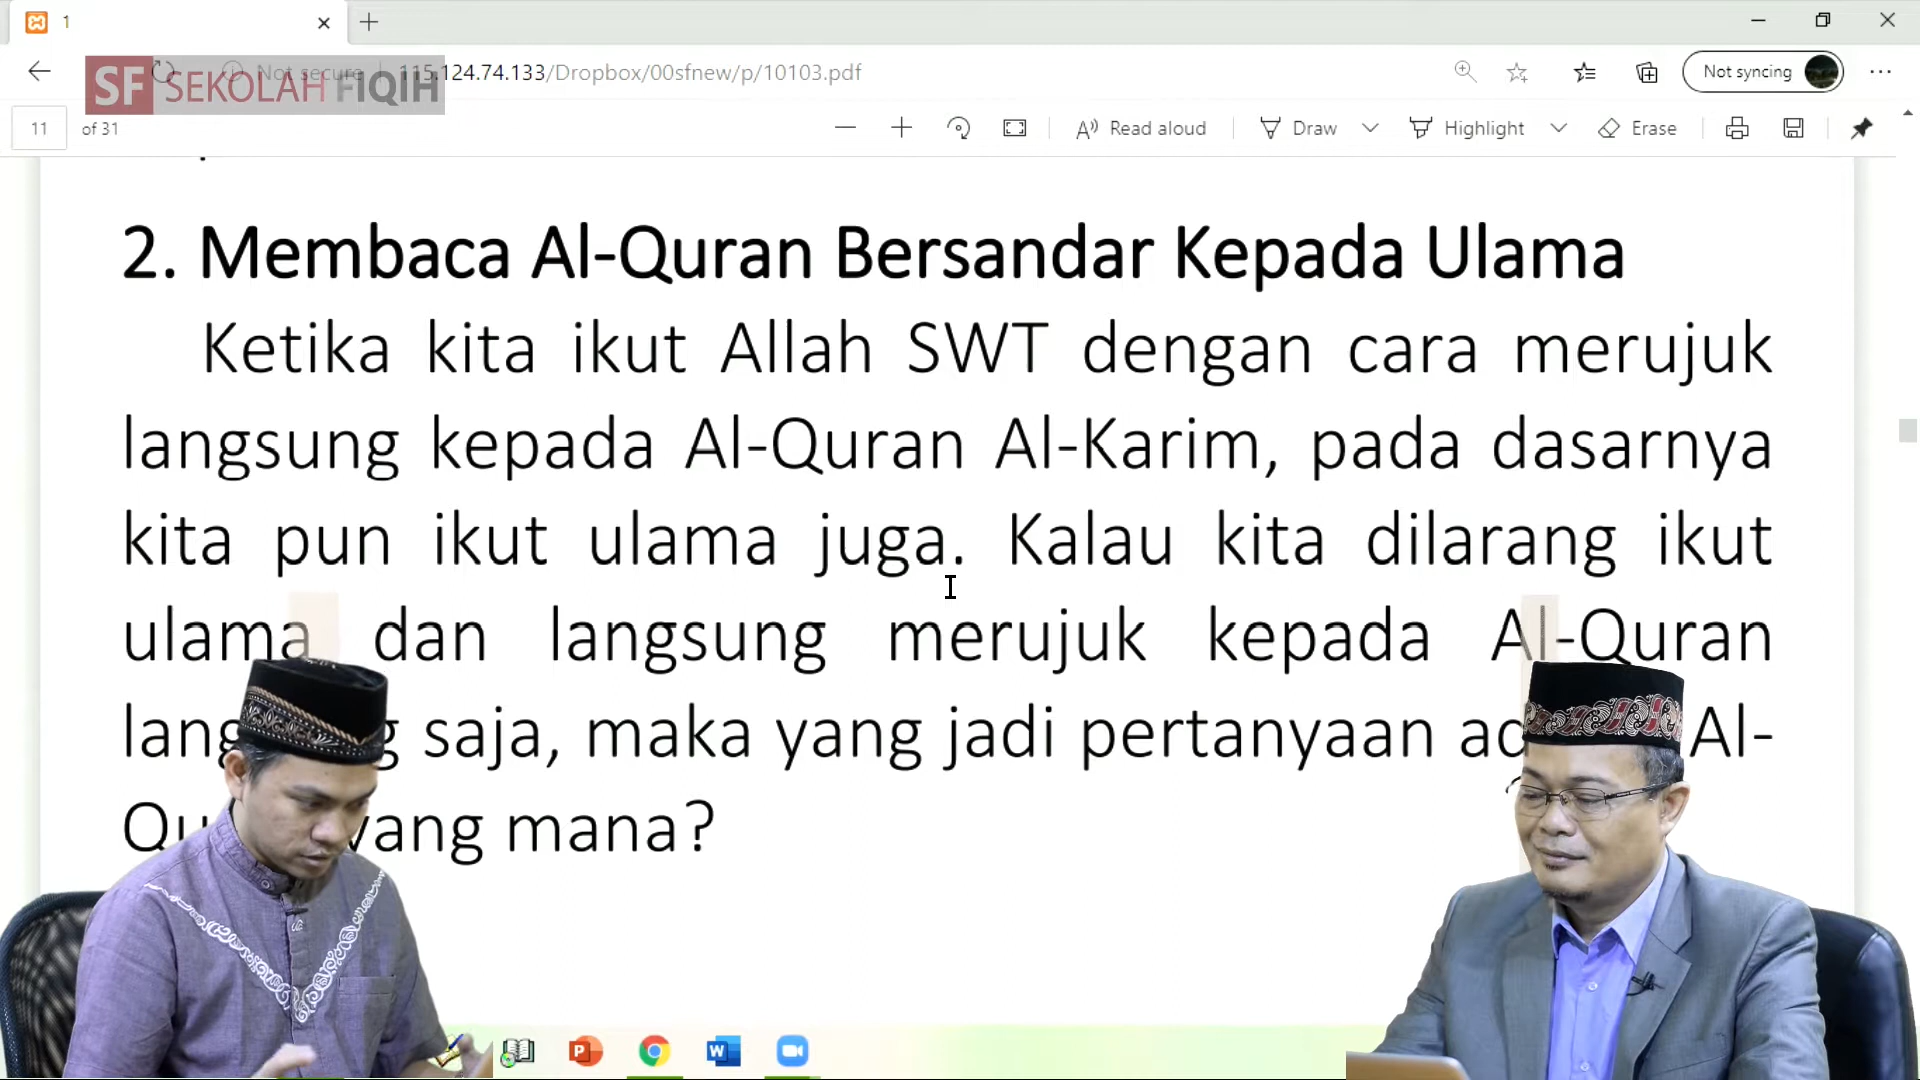 1
Not secure
115.124.74.133/Dropbox/00sfnew/p/10103.pdf
Not syncing
SF SEKOLAH FIQIH
11 of 31
Read aloud
Draw
Highlight
Erase
2. Membaca Al-Quran Bersandar Kepada Ulama
Ketika kita ikut Allah SWT dengan cara merujuk
langsung kepada Al-Quran Al-Karim, pada dasarnya
kita pun ikut ulama juga. Kalau kita dilarang ikut
ulama dan langsung merujuk kepada Al-Quran
saja, maka yang jadi pertanyaan Al-
yang mana?